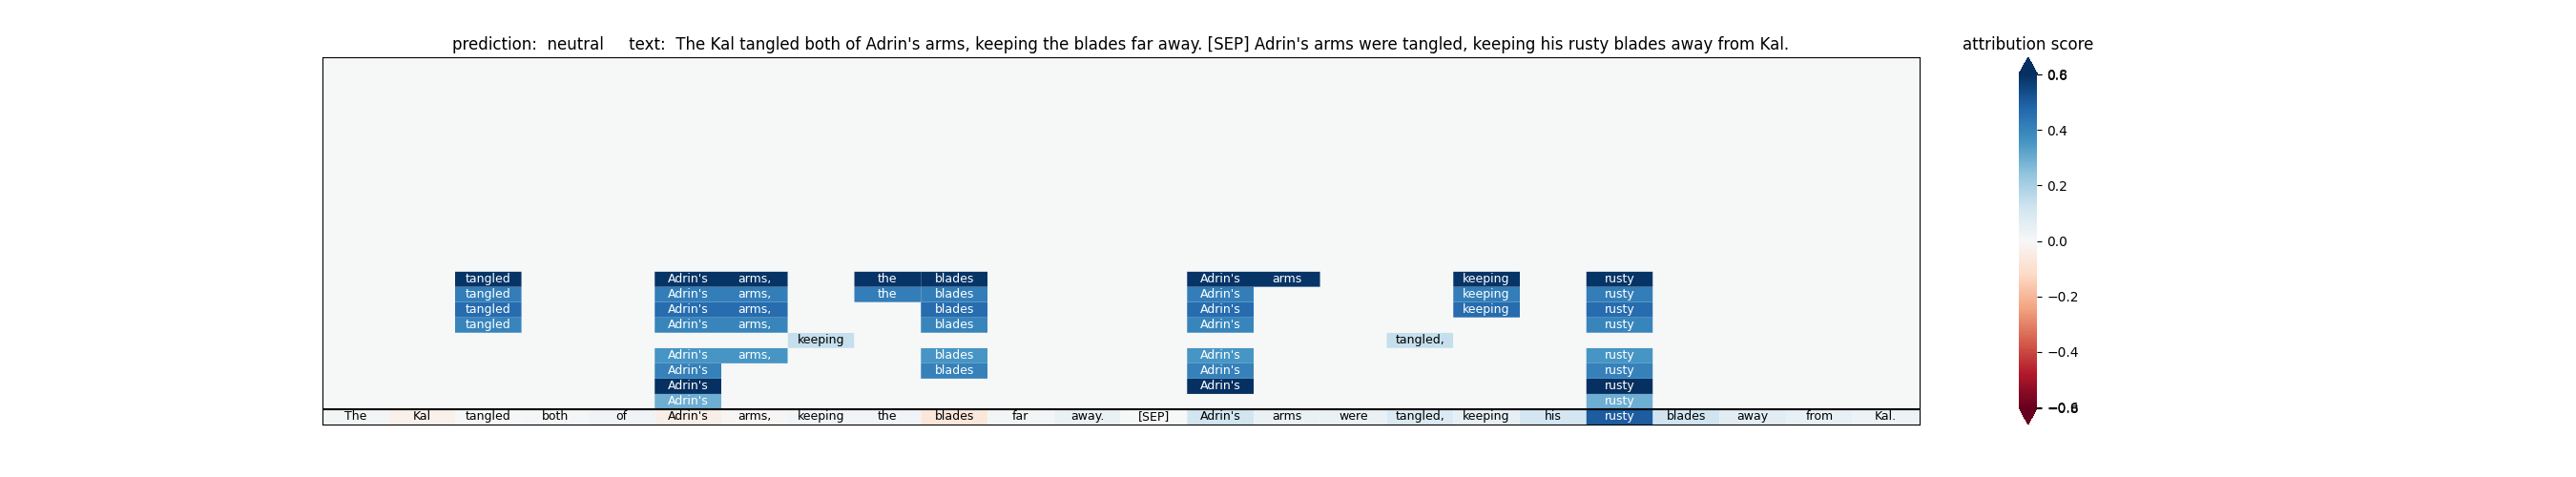 prediction:  neutral     text:  The Kal tangled both of Adrin's arms, keeping the blades far away. [SEP] Adrin's arms were tangled, keeping his rusty blades away from Kal.
attribution score
0.4
0.2
0.0
−0.2
−0.4
tangled Adrin's arms, the blades Adrin's arms keeping rusty
tangled Adrin's arms, the blades Adrin's keeping rusty
tangled Adrin's arms, blades Adrin's keeping rusty
tangled Adrin's arms, blades Adrin's rusty
keeping tangled,
Adrin's arms, blades Adrin's rusty
Adrin's blades Adrin's rusty
Adrin's Adrin's rusty
Adrin's rusty
The Kal tangled both of Adrin's arms, keeping the blades far away. [SEP] Adrin's arms were tangled, keeping his rusty blades away from Kal.